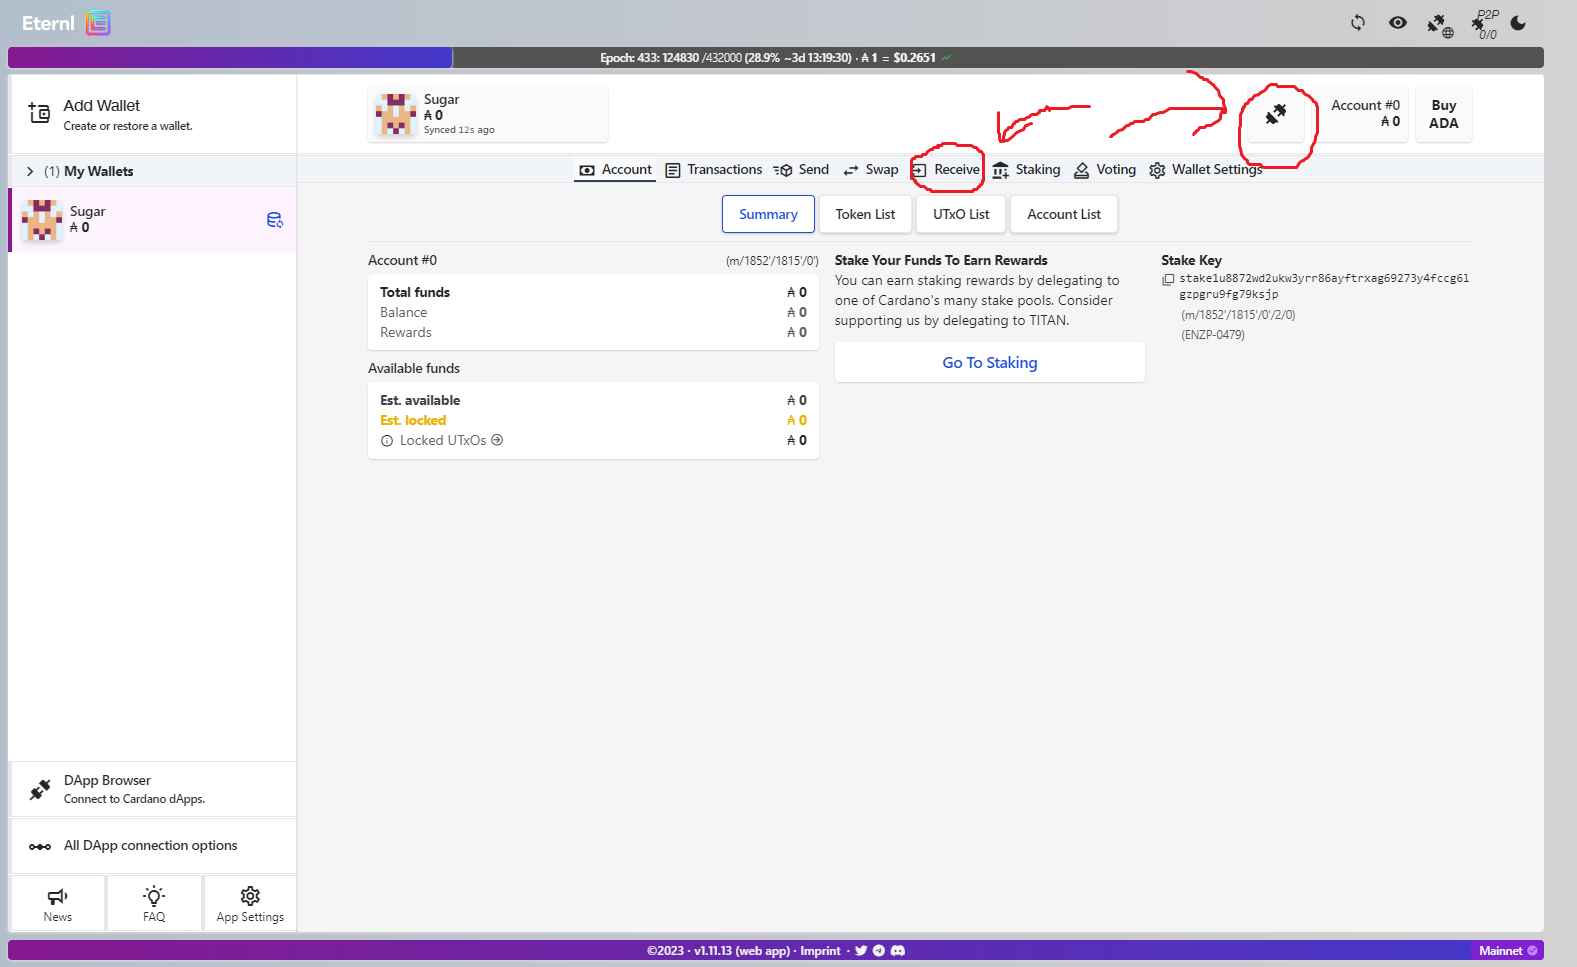 Eternl
P2P
0/0
Epoch: 433: 124830 /432000 (28.9% ~3d 13:19:30) · ₳ 1 = $0.2651
Add Wallet
Create or restore a wallet.
Sugar
₳ 0
Synced 12s ago
Account #0
₳ 0
Buy
ADA
(1) My Wallets
Account
Transactions
Send
Swap
Receive
Staking
Voting
Wallet Settings
Sugar
₳ 0
Summary
Token List
UTxO List
Account List
Account #0
(m/1852'/1815'/0')
Total funds ₳ 0
Balance ₳ 0
Rewards ₳ 0
Available funds
Est. available ₳ 0
Est. locked ₳ 0
Locked UTxOs ₳ 0
Stake Your Funds To Earn Rewards
You can earn staking rewards by delegating to
one of Cardano's many stake pools. Consider
supporting us by delegating to TITAN.
Go To Staking
Stake Key
stake1u8872wd2ukw3yrr86ayftrxag69273y4fccg6l
gzpgru9fg79ksjp
(m/1852'/1815'/0'/2/0)
(ENZP-0479)
DApp Browser
Connect to Cardano dApps.
All DApp connection options
News
FAQ
App Settings
©2023 · v1.11.13 (web app) · Imprint ·
Mainnet